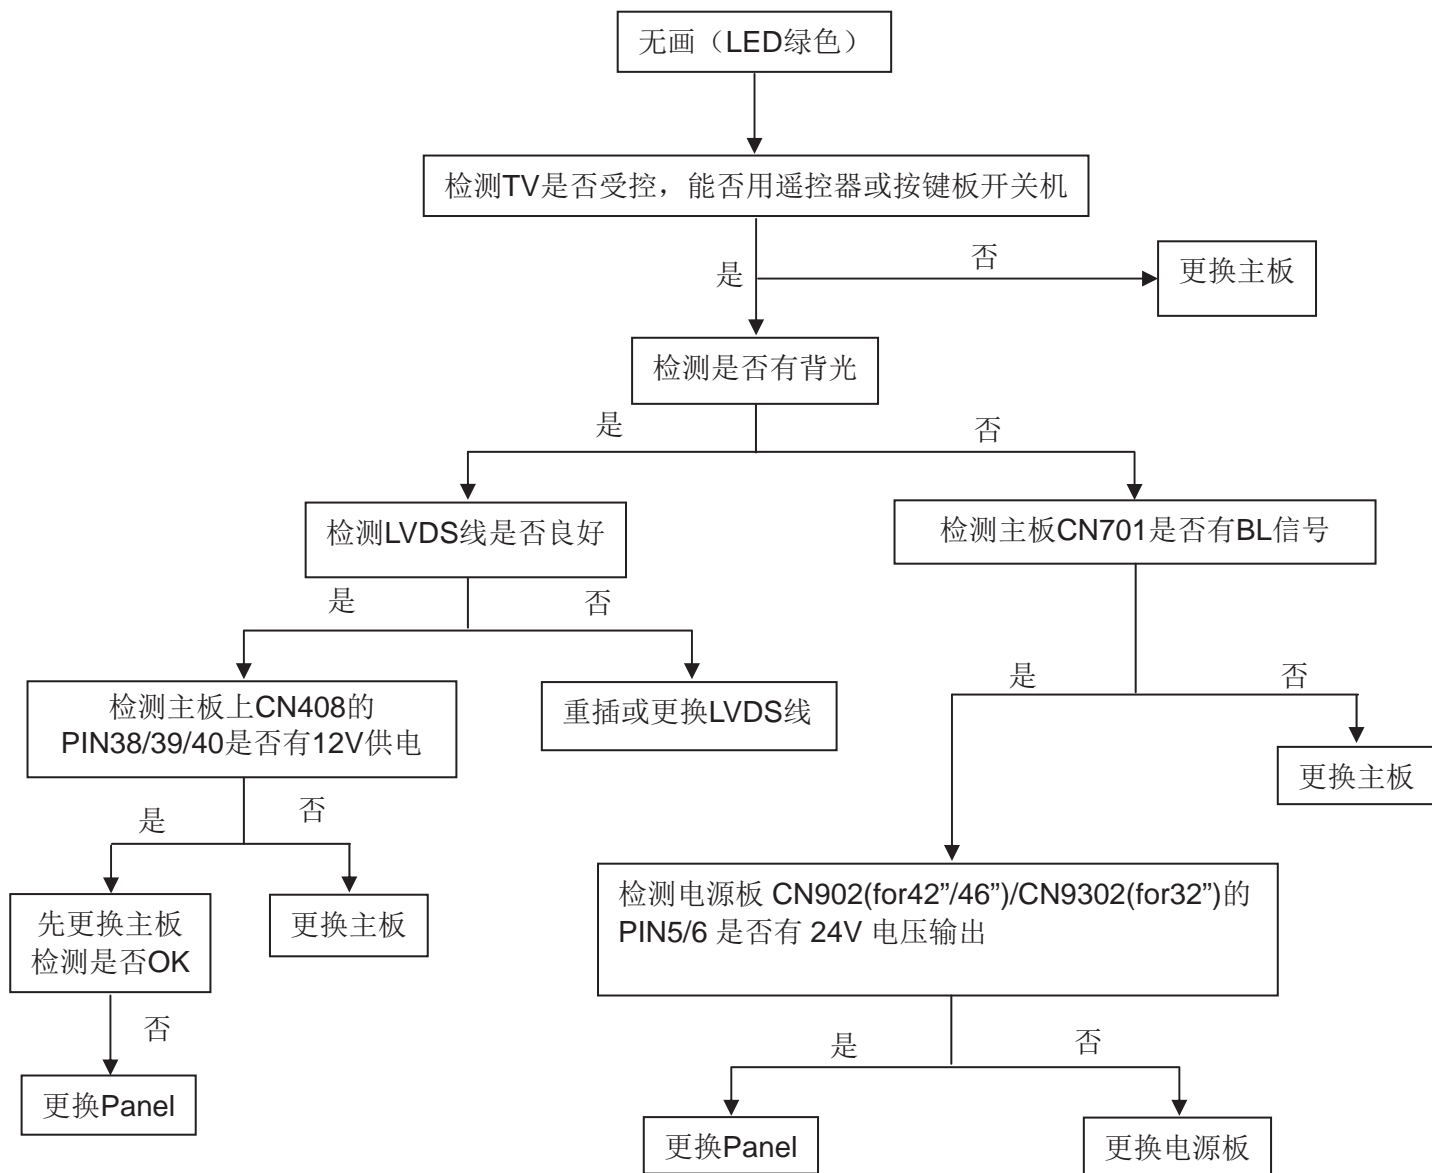 无画（LED绿色）
检测TV是否受控，能否用遥控器或按键板开关机
是
否
更换主板
检测是否有背光
是
否
检测LVDS线是否良好
检测主板CN701是否有BL信号
是
否
是
否
检测主板上CN408的
PIN38/39/40是否有12V供电
重插或更换LVDS线
更换主板
是
否
检测电源板 CN902(for42”/46”)/CN9302(for32”)的
PIN5/6 是否有 24V 电压输出
先更换主板
检测是否OK
更换主板
否
是
否
更换Panel
更换Panel
更换电源板